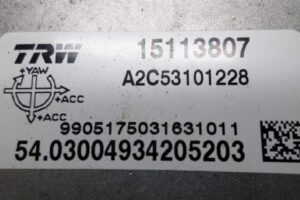 TRW 15113807
+YAW A2C53101228
+ACC
+ACC
9905175031631011
54.03004934205203